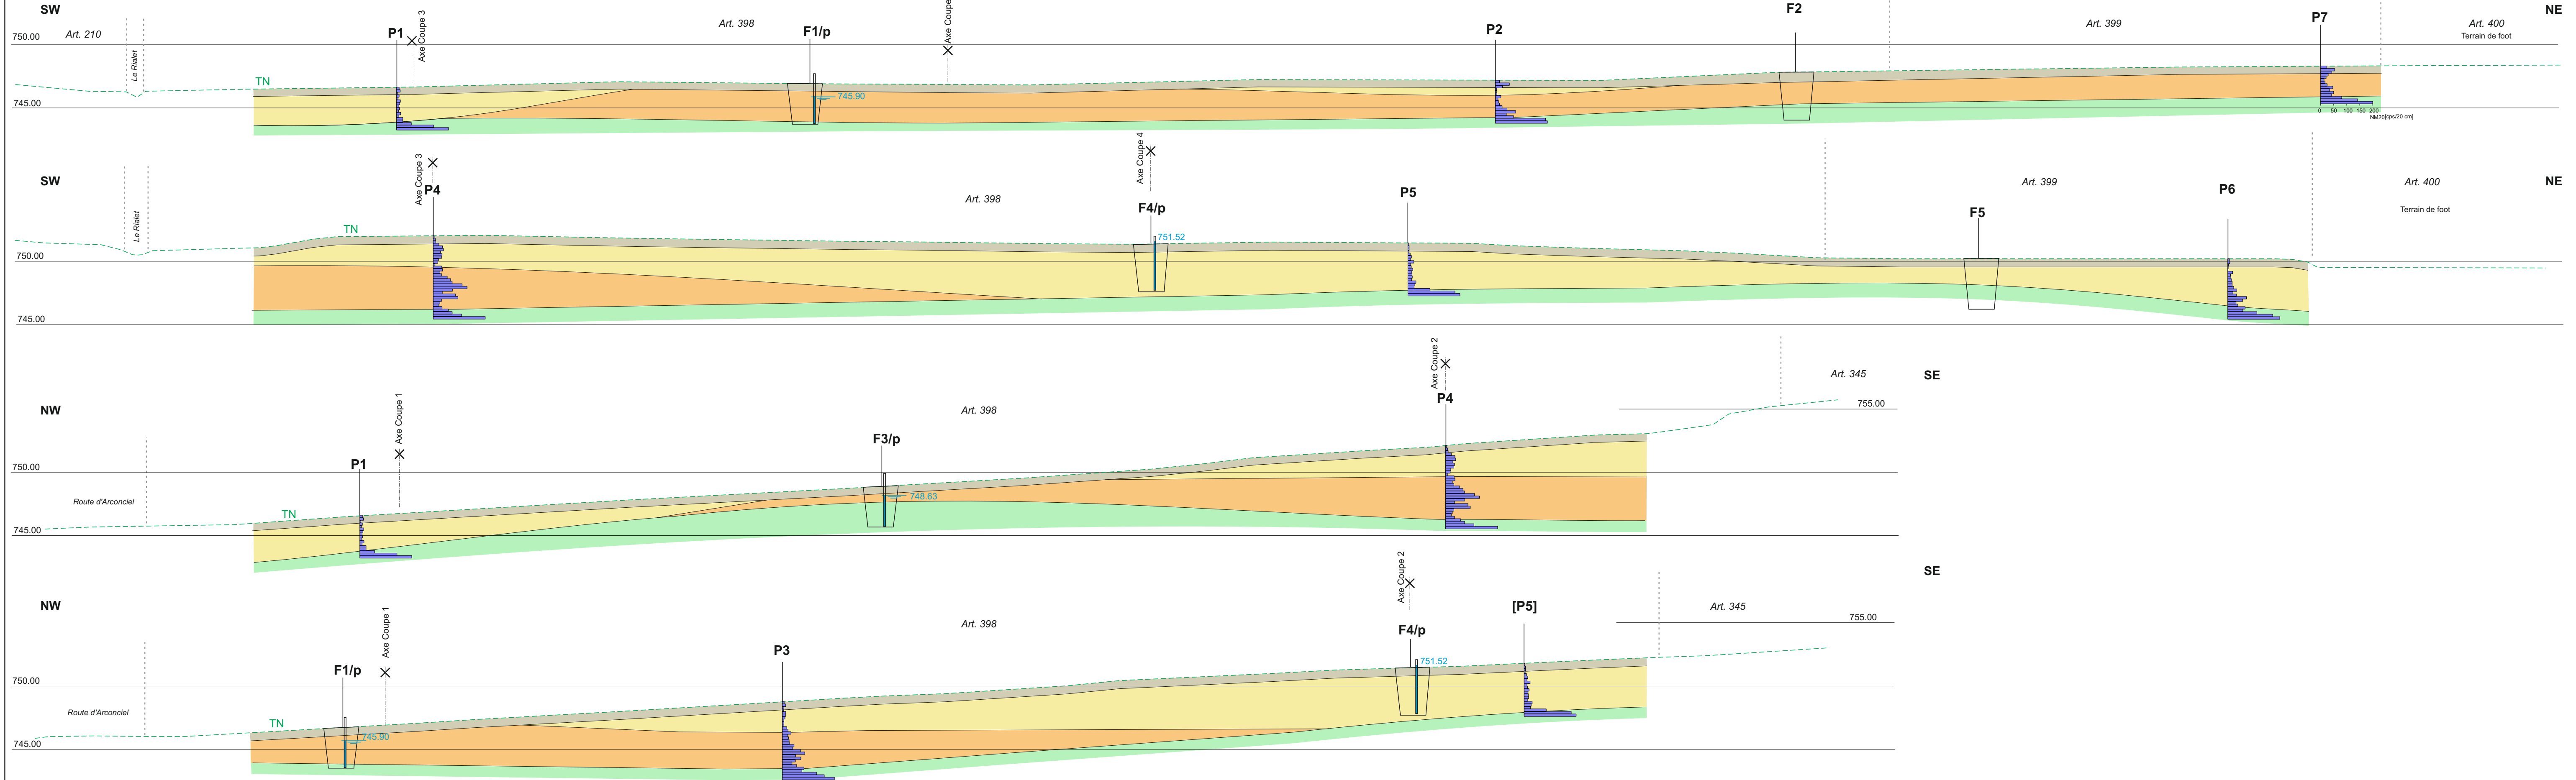 SW
Art. 210
Le Rialet
P1
Axe Coupe 3
Art. 398
F1/p
Axe Coupe
P2
F2
Art. 399
P7
Art. 400
Terrain de foot
NE
750.00
TN
745.90
745.00
0 50 100 150 200
NM20[cps/20 cm]
SW
Le Rialet
Axe Coupe 3
P4
Art. 398
Axe Coupe 4
F4/p
751.52
P5
Art. 399
F5
P6
Art. 400
Terrain de foot
NE
TN
750.00
745.00
NW
Route d'Arconciel
P1
Axe Coupe 1
Art. 398
F3/p
748.63
Axe Coupe 2
P4
Art. 345
SE
755.00
750.00
TN
745.00
NW
Route d'Arconciel
F1/p
Axe Coupe 1
P3
Art. 398
Axe Coupe 2
F4/p
751.52
[P5]
Art. 345
SE
755.00
750.00
TN
745.90
745.00